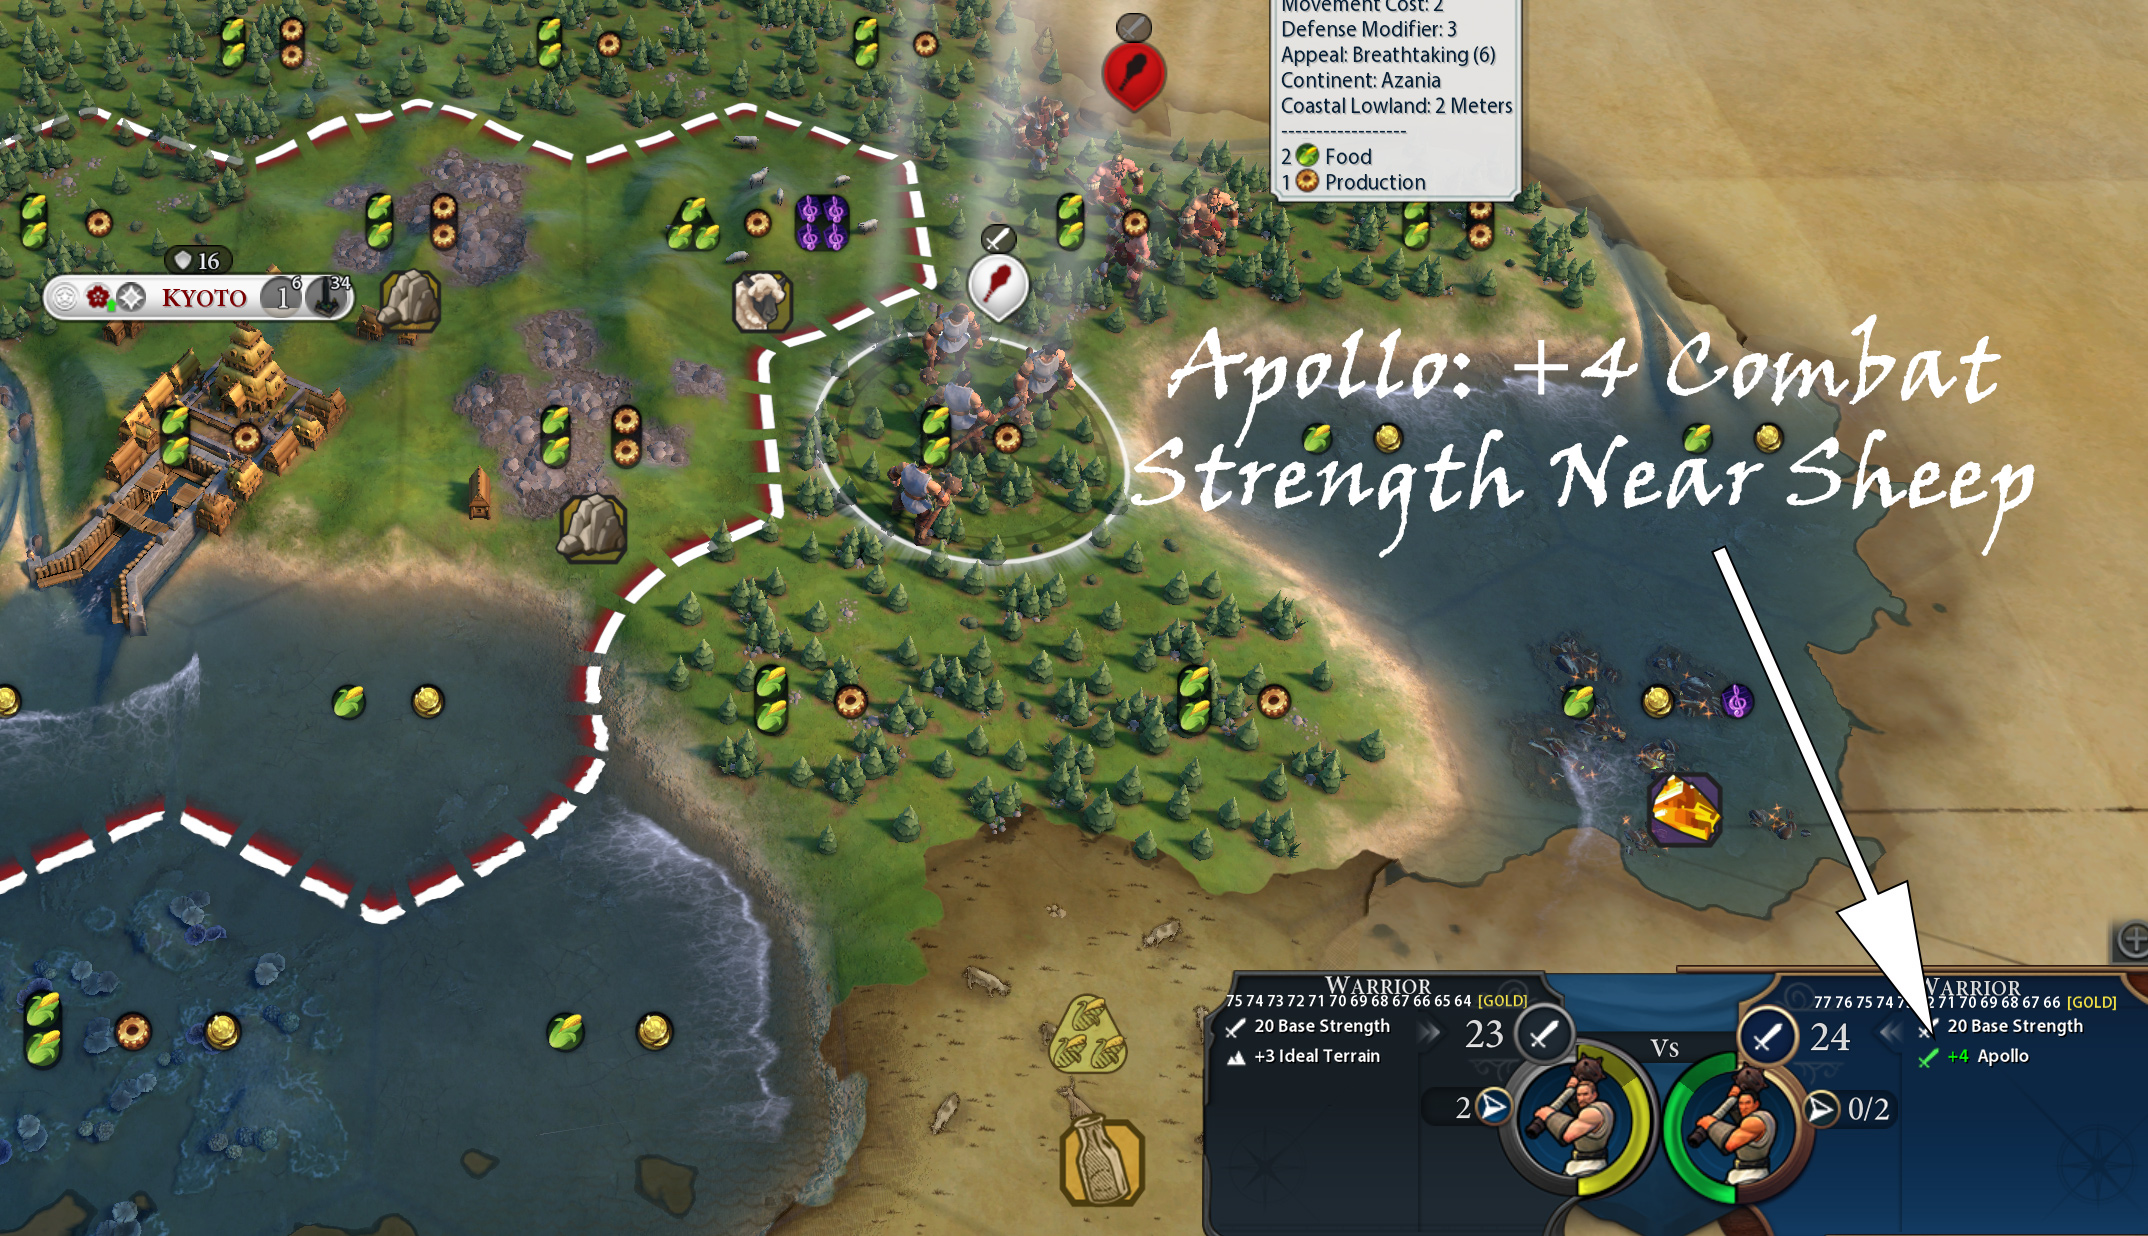 Movement Cost: 2
Defense Modifier: 3
Appeal: Breathtaking (6)
Continent: Azania
Coastal Lowland: 2 Meters
------------------
2 Food
1 Production
16
KYOTO 1 6 34
Apollo: +4 Combat
Strength Near Sheep
WARRIOR
75 74 73 72 71 70 69 68 67 66 65 64 [GOLD]
20 Base Strength
23
+3 Ideal Terrain
2
Vs
WARRIOR
77 76 75 74 71 70 69 68 67 66 [GOLD]
24
20 Base Strength
+4 Apollo
0/2